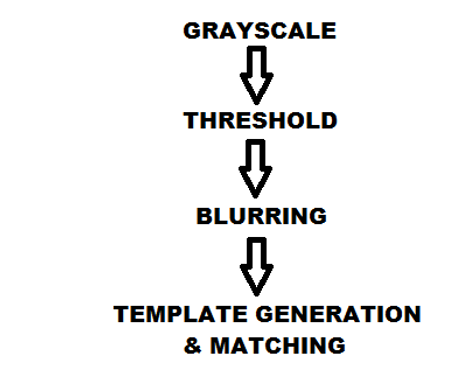 GRAYSCALE
THRESHOLD
BLURRING
TEMPLATE GENERATION
& MATCHING